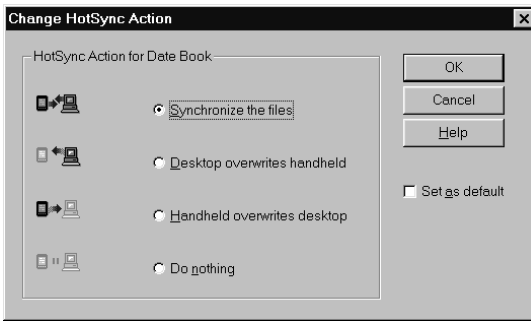 Change HotSync Action
HotSync Action for Date Book
Synchronize the files
Desktop overwrites handheld
Handheld overwrites desktop
Do nothing
OK
Cancel
Help
Set as default